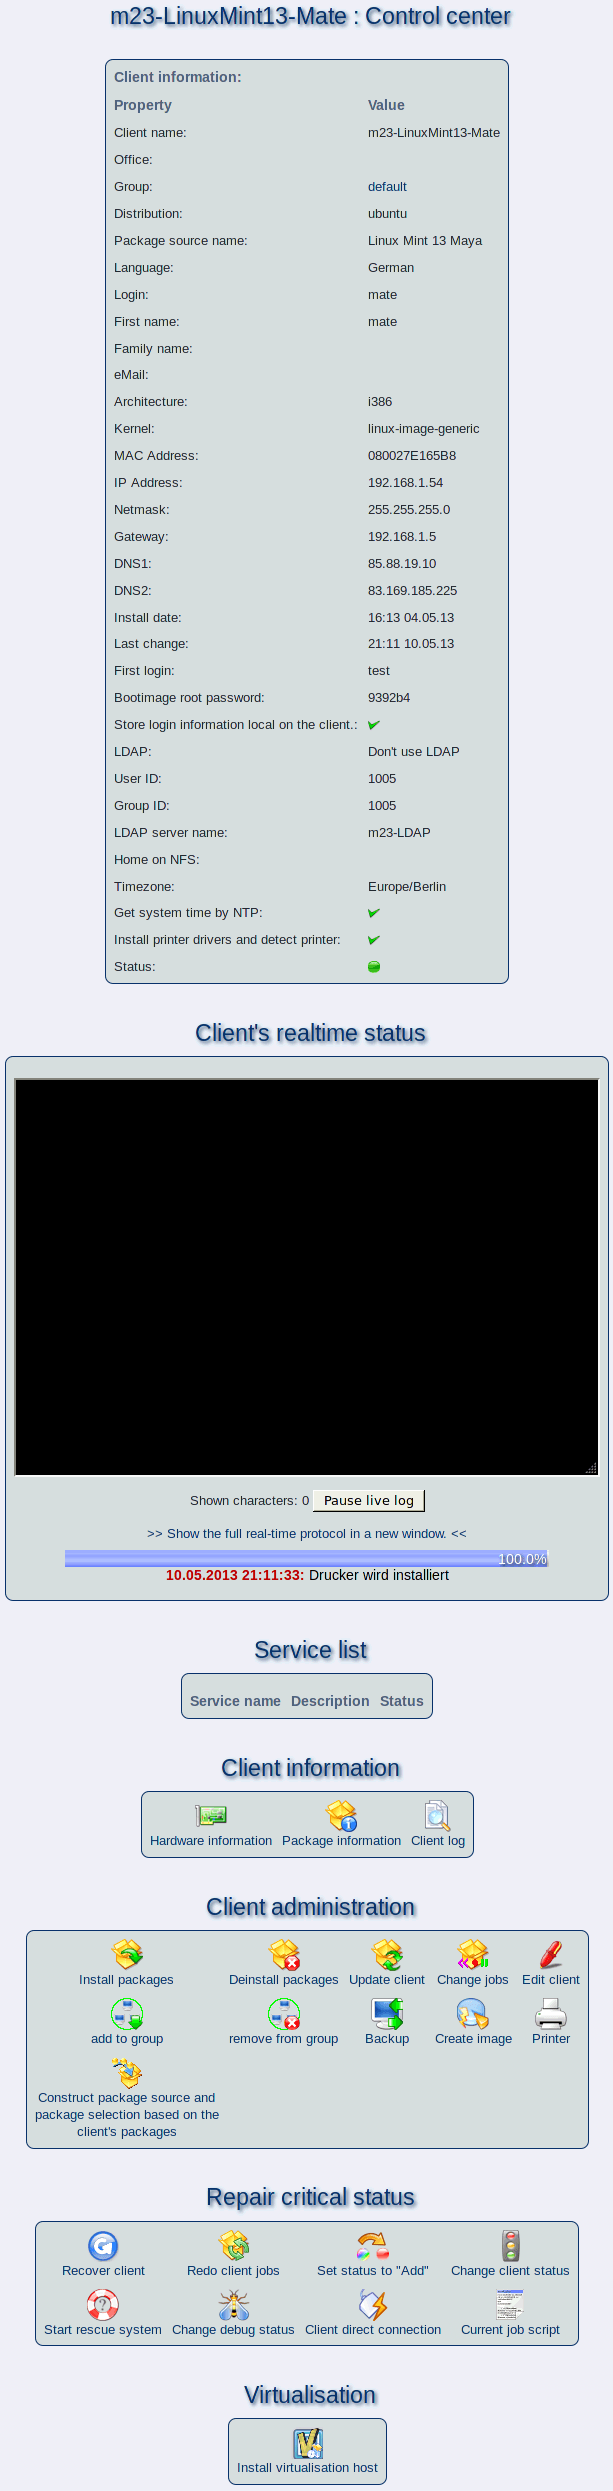 m23-LinuxMint13-Mate : Control center
Client information:
Property Value
Client name: m23-LinuxMint13-Mate
Office:
Group: default
Distribution: ubuntu
Package source name: Linux Mint 13 Maya
Language: German
Login: mate
First name: mate
Family name:
eMail:
Architecture: i386
Kernel: linux-image-generic
MAC Address: 080027E165B8
IP Address: 192.168.1.54
Netmask: 255.255.255.0
Gateway: 192.168.1.5
DNS1: 85.88.19.10
DNS2: 83.169.185.225
Install date: 16:13 04.05.13
Last change: 21:11 10.05.13
First login: test
Bootimage root password: 9392b4
Store login information local on the client.:
LDAP: Don't use LDAP
User ID: 1005
Group ID: 1005
LDAP server name: m23-LDAP
Home on NFS:
Timezone: Europe/Berlin
Get system time by NTP:
Install printer drivers and detect printer:
Status:
Client's realtime status
Shown characters: 0 Pause live log
>> Show the full real-time protocol in a new window. <<
100.0%
10.05.2013 21:11:33: Drucker wird installiert
Service list
Service name Description Status
Client information
Hardware information Package information Client log
Client administration
Install packages Deinstall packages Update client Change jobs Edit client
add to group remove from group Backup Create image Printer
Construct package source and
package selection based on the
client's packages
Repair critical status
Recover client Redo client jobs Set status to "Add" Change client status
Start rescue system Change debug status Client direct connection Current job script
Virtualisation
Install virtualisation host